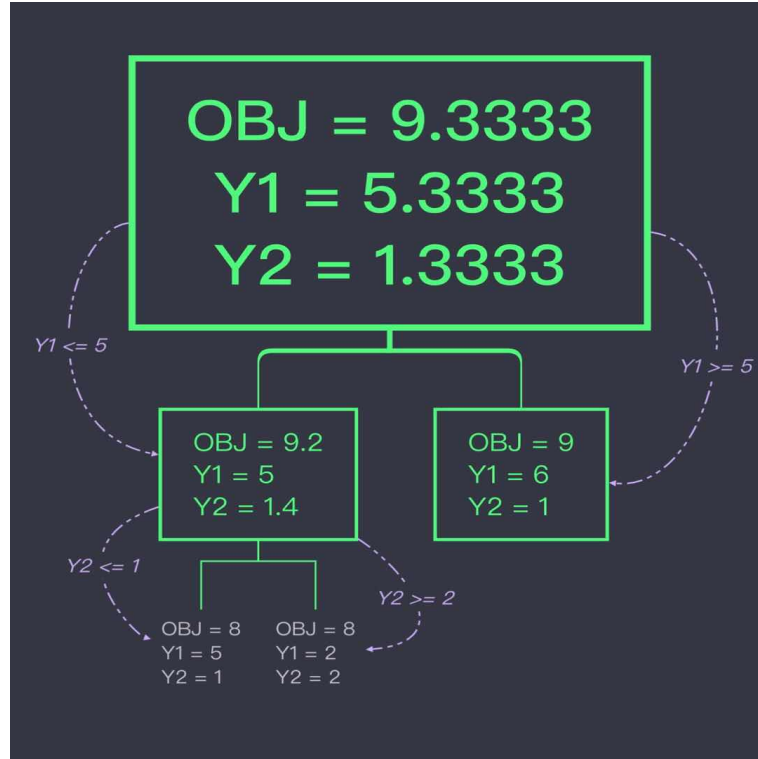 OBJ = 9.3333
Y1 = 5.3333
Y2 = 1.3333
Y1 <= 5
Y1 >= 5
OBJ = 9.2
Y1 = 5
Y2 = 1.4
OBJ = 9
Y1 = 6
Y2 = 1
Y2 <= 1
Y2 >= 2
OBJ = 8
Y1 = 5
Y2 = 1
OBJ = 8
Y1 = 2
Y2 = 2